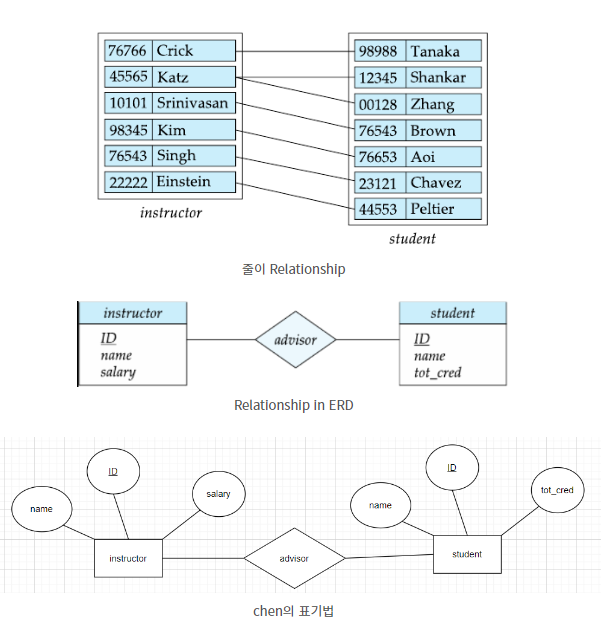 76766 Crick
45565 Katz
10101 Srinivasan
98345 Kim
76543 Singh
22222 Einstein
instructor
98988 Tanaka
12345 Shankar
00128 Zhang
76543 Brown
76653 Aoi
23121 Chavez
44553 Peltier
student
줄이 Relationship
instructor
ID
name
salary
advisor
student
ID
name
tot_cred
Relationship in ERD
name
ID
salary
instructor
advisor
name
ID
tot_cred
student
chen의 표기법